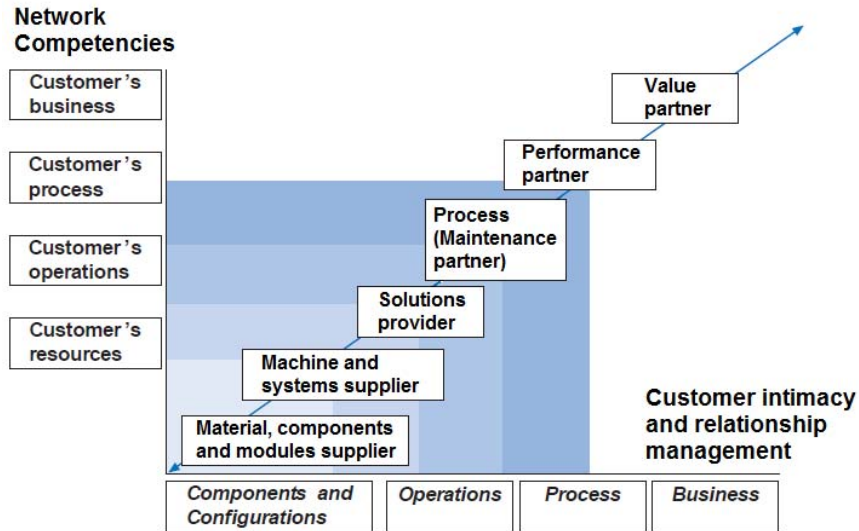 Network
Competencies
Customer's
business
Value
partner
Performance
partner
Customer's
process
Process
(Maintenance
partner)
Customer's
operations
Solutions
provider
Customer's
resources
Machine and
systems supplier
Customer intimacy
and relationship
management
Material, components
and modules supplier
Components and
Configurations
Operations
Process
Business